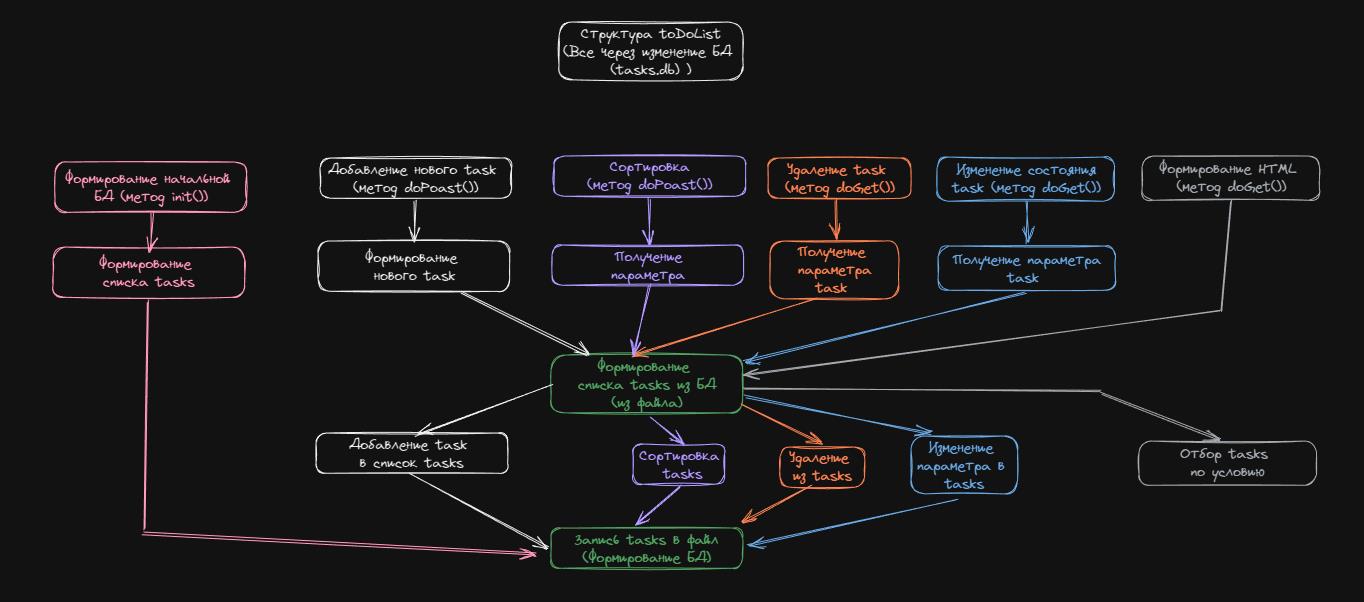 Структура toDoList
(Все через изменение БД
(tasks.db) )
Формирование начальной
БД (метод init())
Добавление нового task
(метод doPoast())
Сортировка
(метод doPoast())
Удаление task
(метод doGet())
Изменение состояния
task (метод doGet())
Формирование HTML
(метод doGet())
Формирование
списка tasks
Формирование
нового task
Получение
параметра
Получение
параметра
task
Получение параметра
task
Формирование
списка tasks из БД
(из файла)
Добавление task
в список tasks
Сортировка
tasks
Удаление
из tasks
Изменение
параметра в
tasks
Отбор tasks
по условию
Запись tasks в файл
(Формирование БД)